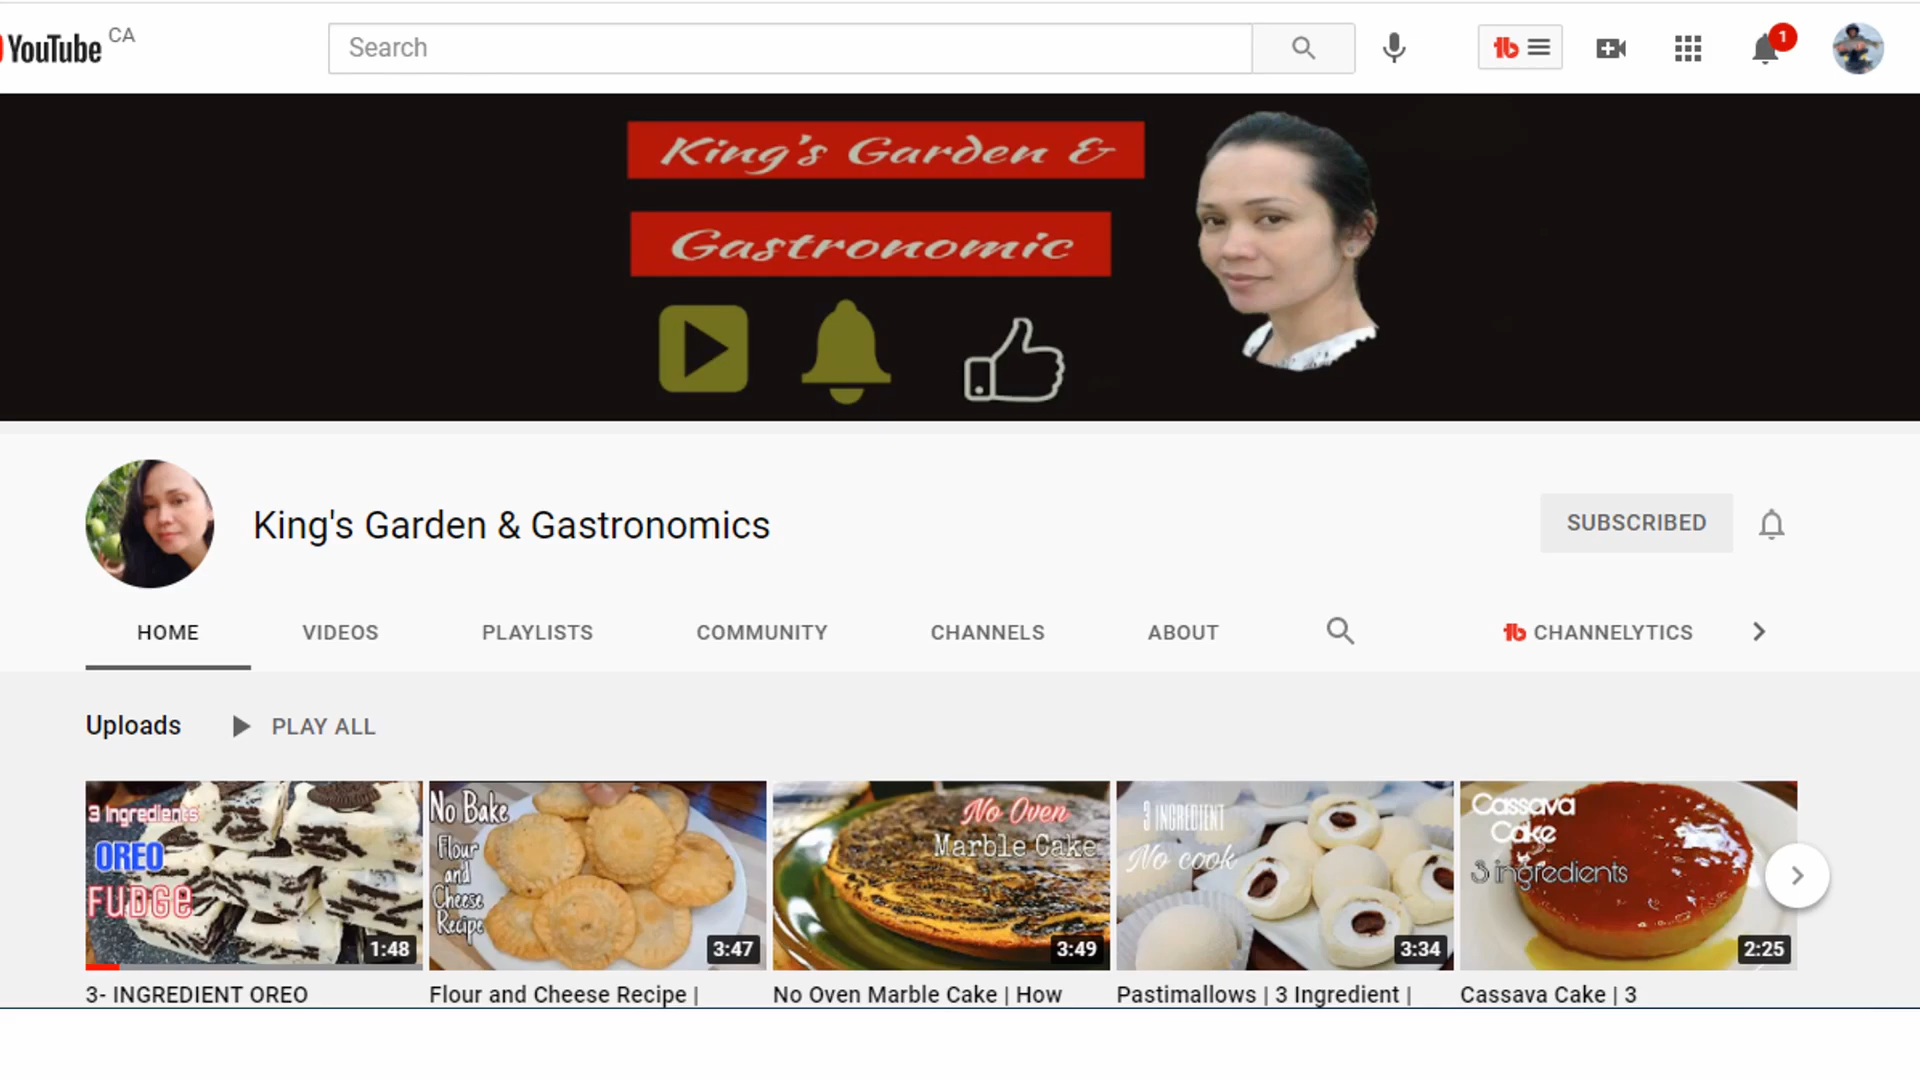 YouTube CA
Search
1
King's Garden &
Gastronomic
King's Garden & Gastronomics
SUBSCRIBED
HOME VIDEOS PLAYLISTS COMMUNITY CHANNELS ABOUT CHANNELYTICS
Uploads PLAY ALL
3 Ingredients
OREO
FUDGE
1:48
No Bake
Flour
and
Cheese
Recipe
3:47
No Oven
Marble Cake
3:49
3 INGREDIENT
No cook
3:34
Cassava
Cake
3 ingredients
2:25
3- INGREDIENT OREO
Flour and Cheese Recipe |
No Oven Marble Cake | How
Pastimallows | 3 Ingredient |
Cassava Cake | 3